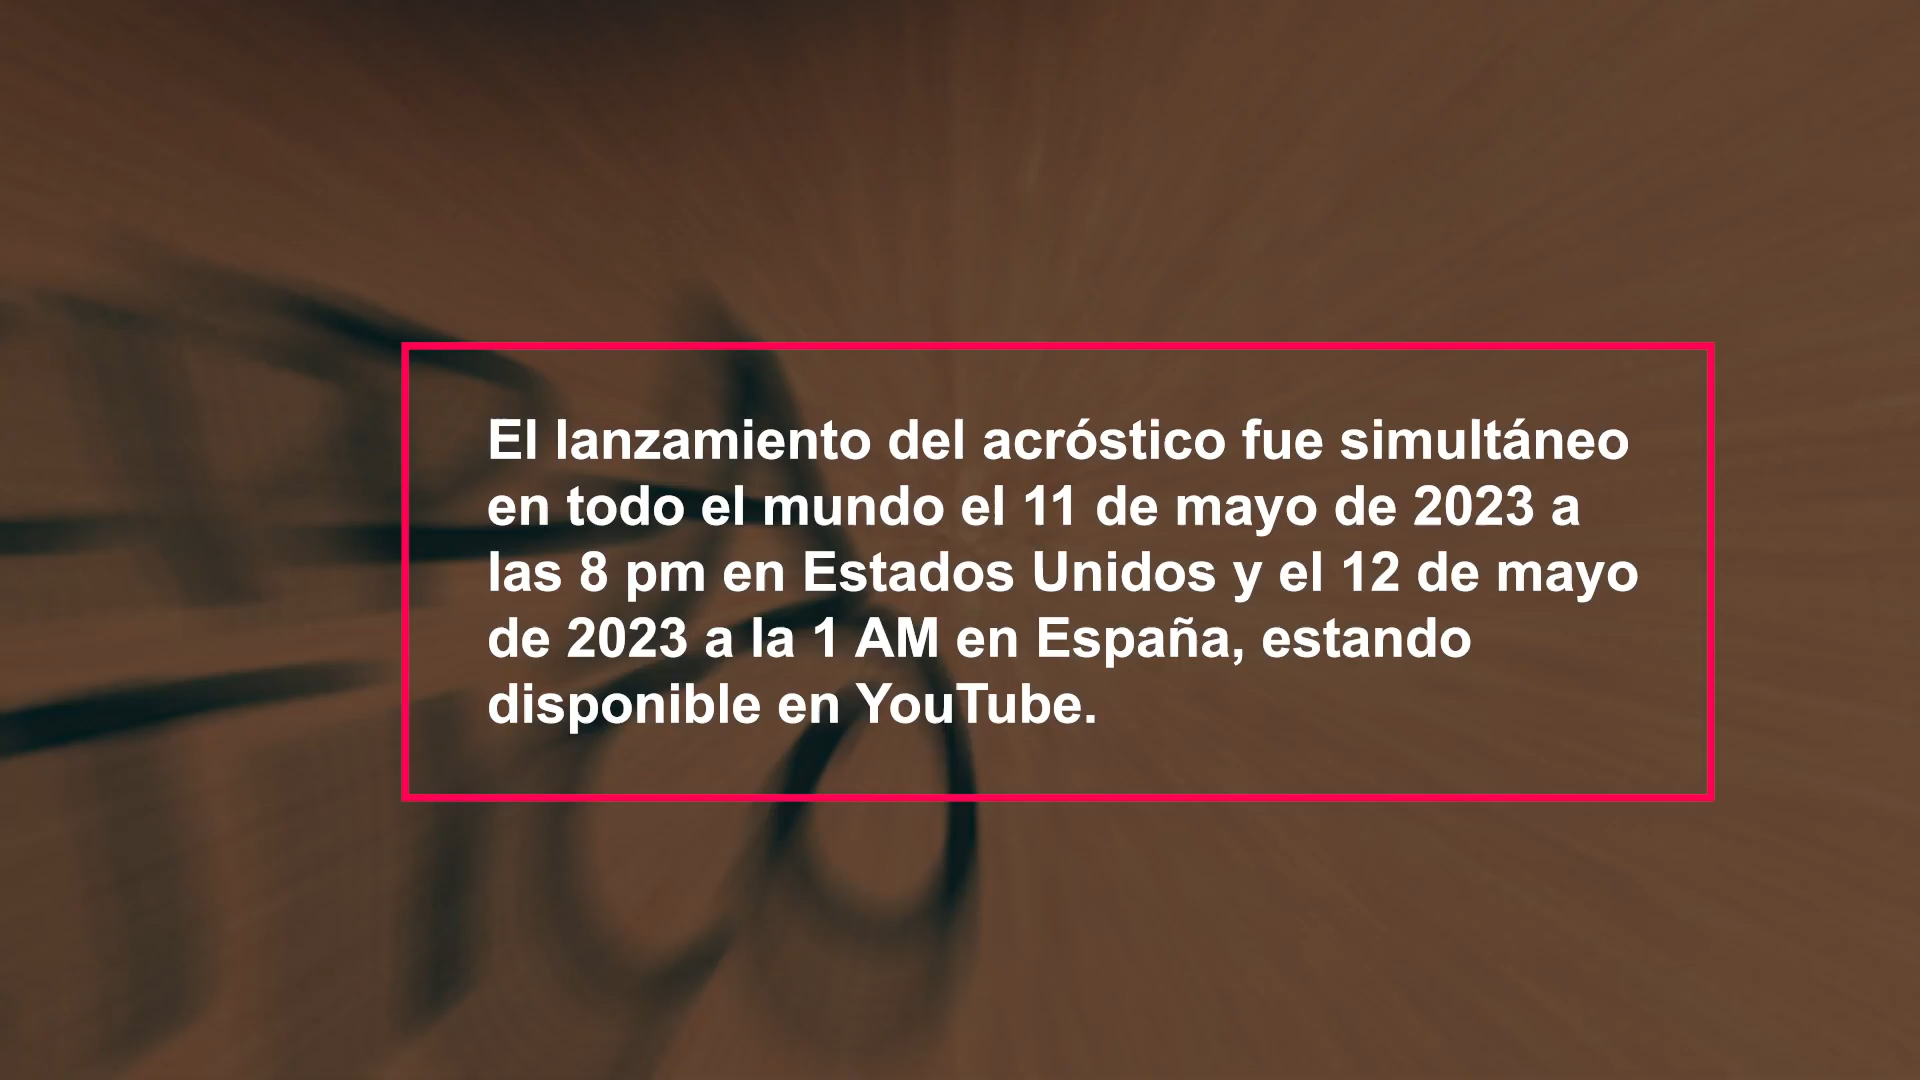 El lanzamiento del acróstico fue simultáneo
en todo el mundo el 11 de mayo de 2023 a
las 8 pm en Estados Unidos y el 12 de mayo
de 2023 a la 1 AM en España, estando
disponible en YouTube.